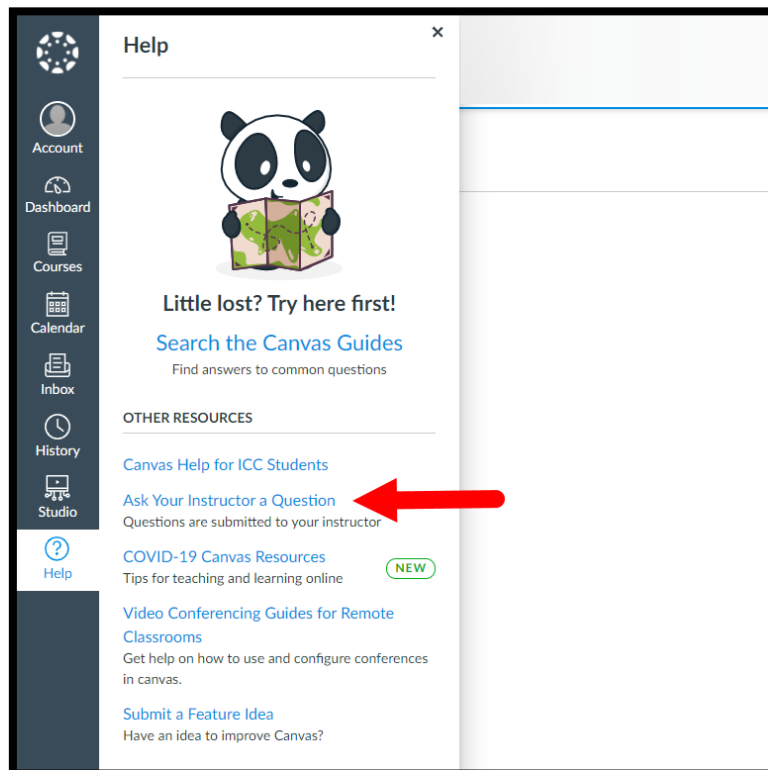 Help
×
Account
Dashboard
Courses
Calendar
Inbox
History
Studio
Help
Little lost? Try here first!
Search the Canvas Guides
Find answers to common questions
OTHER RESOURCES
Canvas Help for ICC Students
Ask Your Instructor a Question
Questions are submitted to your instructor
COVID-19 Canvas Resources
NEW
Tips for teaching and learning online
Video Conferencing Guides for Remote
Classrooms
Get help on how to use and configure conferences
in canvas.
Submit a Feature Idea
Have an idea to improve Canvas?